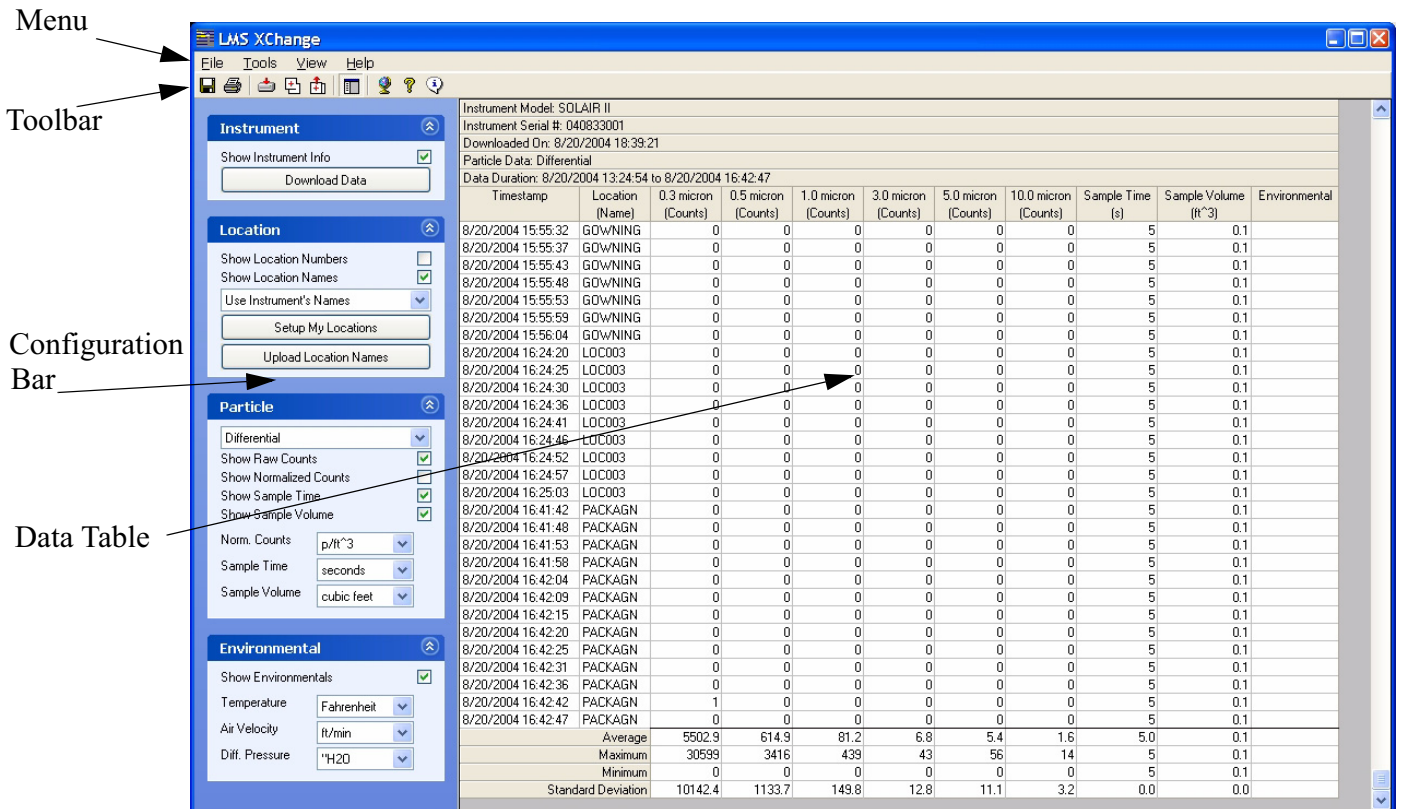 Menu
Toolbar
Configuration
Bar
Data Table
LMS XChange
File Tools View Help
Instrument
Show Instrument Info
Download Data
Location
Show Location Numbers
Show Location Names
Use Instrument's Names
Setup My Locations
Upload Location Names
Particle
Differential
Show Raw Counts
Show Normalized Counts
Show Sample Time
Show Sample Volume
Norm. Counts p/ft^3
Sample Time seconds
Sample Volume cubic feet
Environmental
Show Environmentals
Temperature Fahrenheit
Air Velocity ft/min
Diff. Pressure "H2O
Instrument Model: SOLAIR II
Instrument Serial #: 040833001
Downloaded On: 8/20/2004 18:39:21
Particle Data: Differential
Data Duration: 8/20/2004 13:24:54 to 8/20/2004 16:42:47
Timestamp Location 0.3 micron 0.5 micron 1.0 micron 3.0 micron 5.0 micron 10.0 micron Sample Time Sample Volume Environmental
(Name) (Counts) (Counts) (Counts) (Counts) (Counts) (Counts) (s) (ft^3)
8/20/2004 15:55:32 GOWNING 0 0 0 0 0 0 5 0.1
8/20/2004 15:55:37 GOWNING 0 0 0 0 0 0 5 0.1
8/20/2004 15:55:43 GOWNING 0 0 0 0 0 0 5 0.1
8/20/2004 15:55:48 GOWNING 0 0 0 0 0 0 5 0.1
8/20/2004 15:55:53 GOWNING 0 0 0 0 0 0 5 0.1
8/20/2004 15:55:59 GOWNING 0 0 0 0 0 0 5 0.1
8/20/2004 15:56:04 GOWNING 0 0 0 0 0 0 5 0.1
8/20/2004 16:24:20 LOC003 0 0 0 0 0 0 5 0.1
8/20/2004 16:24:25 LOC003 0 0 0 0 0 0 5 0.1
8/20/2004 16:24:30 LOC003 0 0 0 0 0 0 5 0.1
8/20/2004 16:24:36 LOC003 0 0 0 0 0 0 5 0.1
8/20/2004 16:24:41 LOC003 0 0 0 0 0 0 5 0.1
8/20/2004 16:24:46 LOC003 0 0 0 0 0 0 5 0.1
8/20/2004 16:24:52 LOC003 0 0 0 0 0 0 5 0.1
8/20/2004 16:24:57 LOC003 0 0 0 0 0 0 5 0.1
8/20/2004 16:25:03 LOC003 0 0 0 0 0 0 5 0.1
8/20/2004 16:41:42 PACKAGN 0 0 0 0 0 0 5 0.1
8/20/2004 16:41:48 PACKAGN 0 0 0 0 0 0 5 0.1
8/20/2004 16:41:53 PACKAGN 0 0 0 0 0 0 5 0.1
8/20/2004 16:41:58 PACKAGN 0 0 0 0 0 0 5 0.1
8/20/2004 16:42:04 PACKAGN 0 0 0 0 0 0 5 0.1
8/20/2004 16:42:09 PACKAGN 0 0 0 0 0 0 5 0.1
8/20/2004 16:42:15 PACKAGN 0 0 0 0 0 0 5 0.1
8/20/2004 16:42:20 PACKAGN 0 0 0 0 0 0 5 0.1
8/20/2004 16:42:25 PACKAGN 0 0 0 0 0 0 5 0.1
8/20/2004 16:42:31 PACKAGN 0 0 0 0 0 0 5 0.1
8/20/2004 16:42:36 PACKAGN 0 0 0 0 0 0 5 0.1
8/20/2004 16:42:42 PACKAGN 1 0 0 0 0 0 5 0.1
8/20/2004 16:42:47 PACKAGN 0 0 0 0 0 0 5 0.1
Average 5502.9 614.9 81.2 6.8 5.4 1.6 5.0 0.1
Maximum 30599 3416 439 43 56 14 5 0.1
Minimum 0 0 0 0 0 0 5 0.1
Standard Deviation 10142.4 1133.7 149.8 12.8 11.1 3.2 0.0 0.0